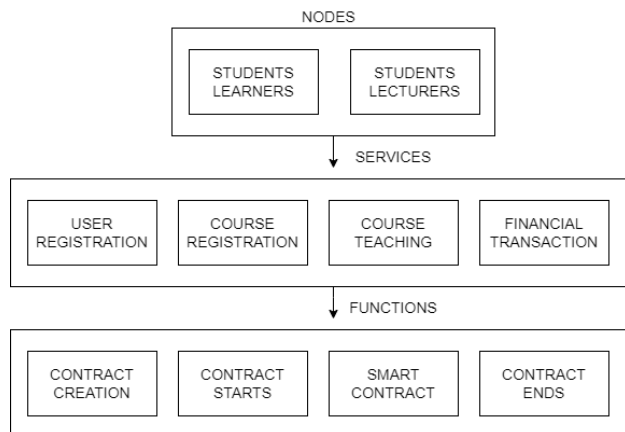 NODES
STUDENTS
LEARNERS
STUDENTS
LECTURERS
SERVICES
USER
REGISTRATION
COURSE
REGISTRATION
COURSE
TEACHING
FINANCIAL
TRANSACTION
FUNCTIONS
CONTRACT
CREATION
CONTRACT
STARTS
SMART
CONTRACT
CONTRACT
ENDS